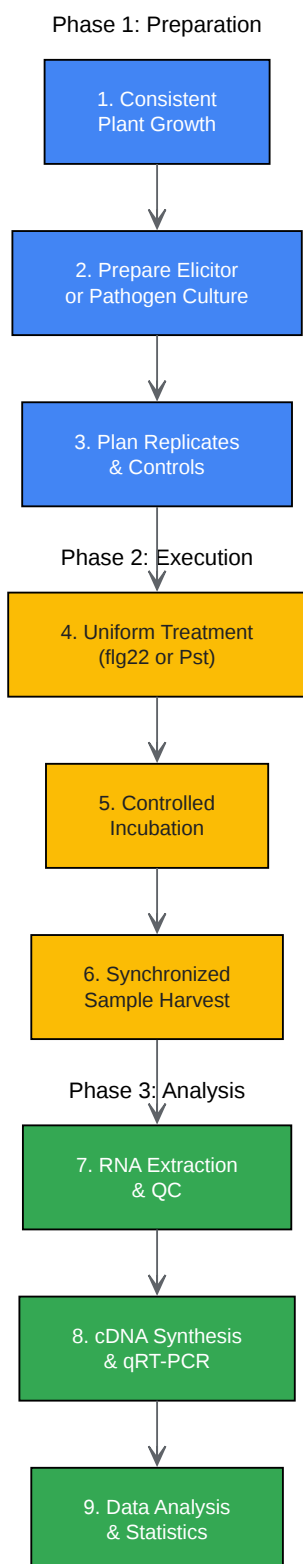 Phase 1: Preparation
1. Consistent
Plant Growth
2. Prepare Elicitor
or Pathogen Culture
3. Plan Replicates
& Controls
Phase 2: Execution
4. Uniform Treatment
(flg22 or Pst)
5. Controlled
Incubation
6. Synchronized
Sample Harvest
Phase 3: Analysis
7. RNA Extraction
& QC
8. cDNA Synthesis
& qRT-PCR
9. Data Analysis
& Statistics